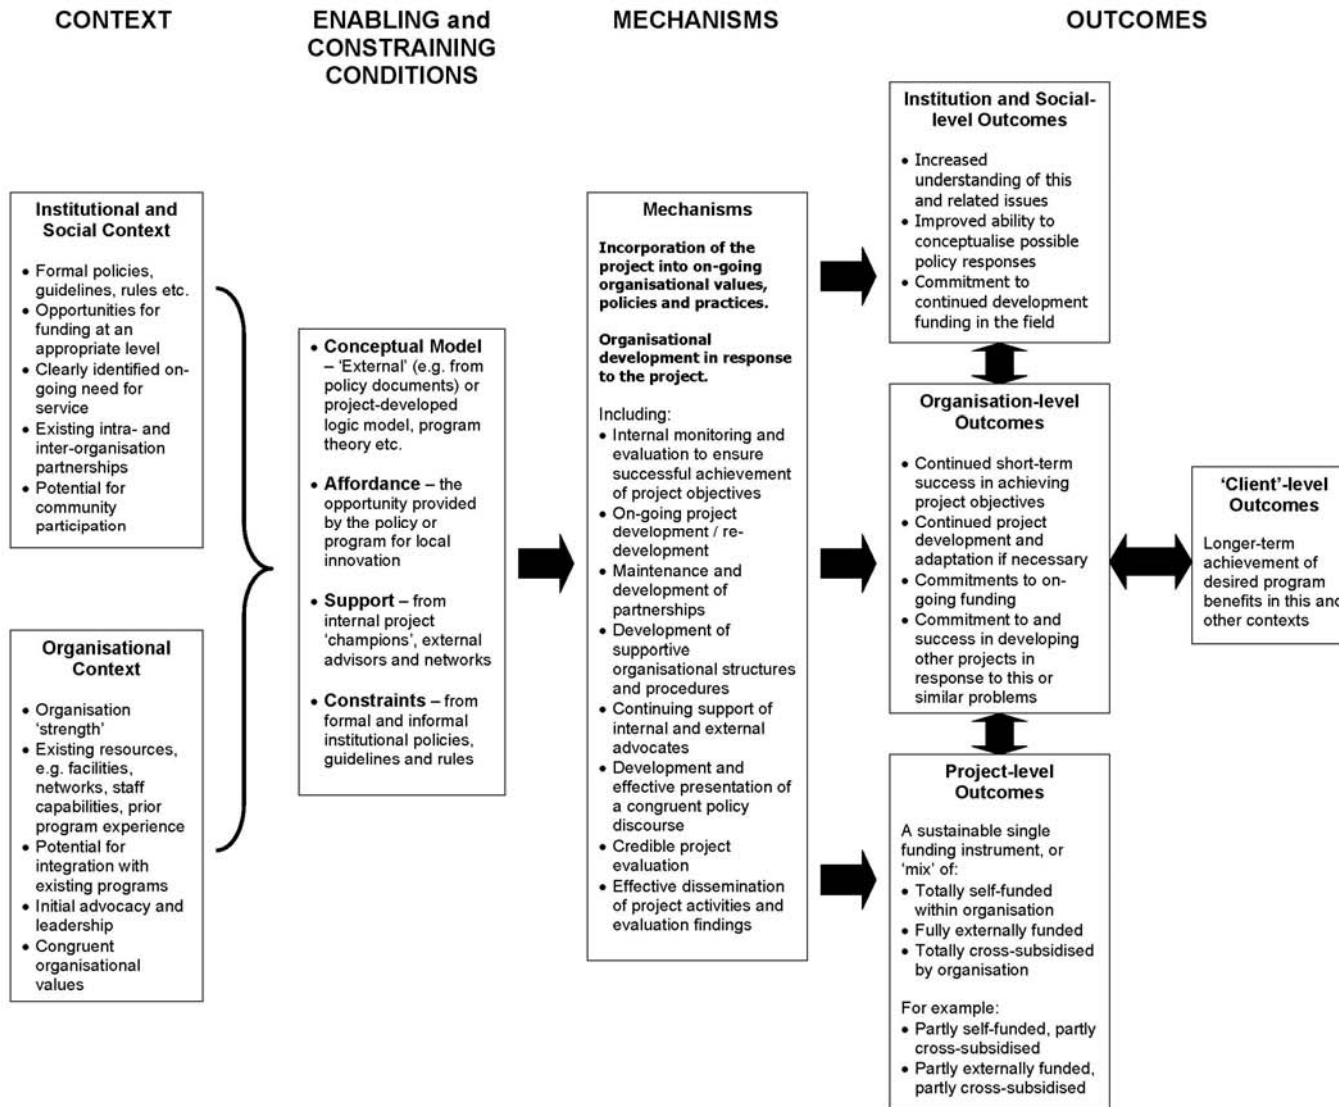 CONTEXT
ENABLING and
CONSTRAINING
CONDITIONS
MECHANISMS
OUTCOMES
Institutional and
Social Context
• Formal policies,
guidelines, rules etc.
• Opportunities for
funding at an
appropriate level
• Clearly identified on-
going need for
service
• Existing intra- and
inter-organisation
partnerships
• Potential for
community
participation
Organisational
Context
• Organisation
‘strength’
• Existing resources,
e.g. facilities,
networks, staff
capabilities, prior
program experience
• Potential for
integration with
existing programs
• Initial advocacy and
leadership
• Congruent
organisational
values
• Conceptual Model
– ‘External’ (e.g. from
policy documents) or
project-developed
logic model, program
theory etc.
• Affordance – the
opportunity provided
by the policy or
program for local
innovation
• Support – from
internal project
‘champions’, external
advisors and networks
• Constraints – from
formal and informal
institutional policies,
guidelines and rules
Mechanisms
Incorporation of the
project into on-going
organisational values,
policies and practices.
Organisational
development in response
to the project.
Including:
• Internal monitoring and
evaluation to ensure
successful achievement
of project objectives
• On-going project
development / re-
development
• Maintenance and
development of
partnerships
• Development of
supportive
organisational structures
and procedures
• Continuing support of
internal and external
advocates
• Development and
effective presentation of
a congruent policy
discourse
• Credible project
evaluation
• Effective dissemination
of project activities and
evaluation findings
Institution and Social-
level Outcomes
• Increased
understanding of this
and related issues
• Improved ability to
conceptualise possible
policy responses
• Commitment to
continued development
funding in the field
Organisation-level
Outcomes
• Continued short-term
success in achieving
project objectives
• Continued project
development and
adaptation if necessary
• Commitments to on-
going funding
• Commitment to and
success in developing
other projects in
response to this or
similar problems
Project-level
Outcomes
A sustainable single
funding instrument, or
‘mix’ of:
• Totally self-funded
within organisation
• Fully externally funded
• Totally cross-subsidised
by organisation
For example:
• Partly self-funded, partly
cross-subsidised
• Partly externally funded,
partly cross-subsidised
‘Client’-level
Outcomes
Longer-term
achievement of
desired program
benefits in this and
other contexts